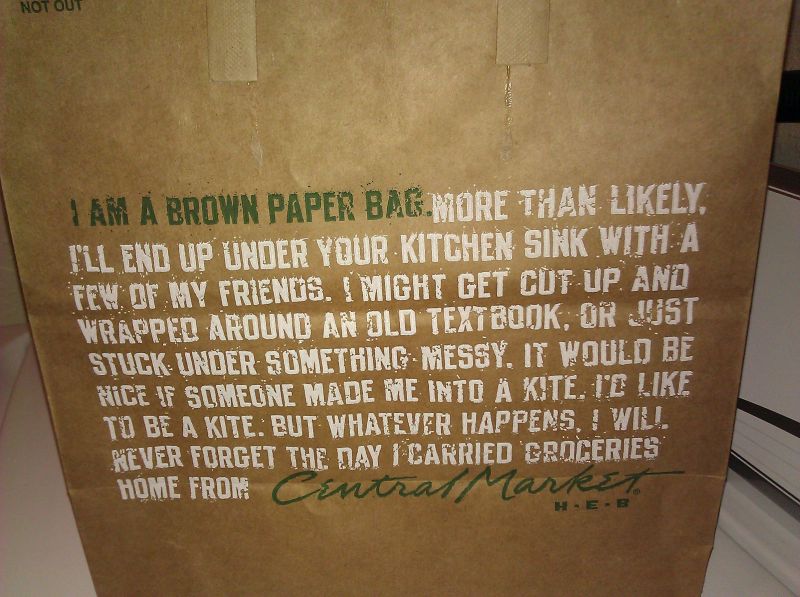 NOT OUT
I AM A BROWN PAPER BAG. MORE THAN LIKELY,
I'LL END UP UNDER YOUR KITCHEN SINK WITH A
FEW OF MY FRIENDS. I MIGHT GET CUT UP AND
WRAPPED AROUND AN OLD TEXTBOOK, OR JUST
STUCK UNDER SOMETHING MESSY. IT WOULD BE
NICE IF SOMEONE MADE ME INTO A KITE. I'D LIKE
TO BE A KITE. BUT WHATEVER HAPPENS, I WILL
NEVER FORGET THE DAY I CARRIED GROCERIES
HOME FROM Central Market®
H-E-B